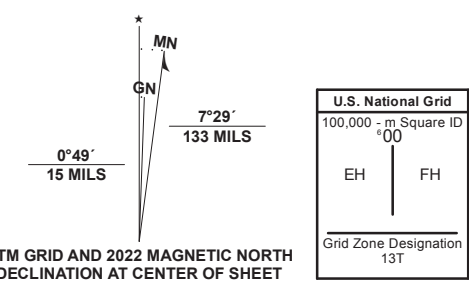 ★
MN
GN
7°29´
133 MILS
0°49´
15 MILS
TM GRID AND 2022 MAGNETIC NORTH
DECLINATION AT CENTER OF SHEET
U.S. National Grid
100,000 - m Square ID
⁶00
EH FH
Grid Zone Designation
13T